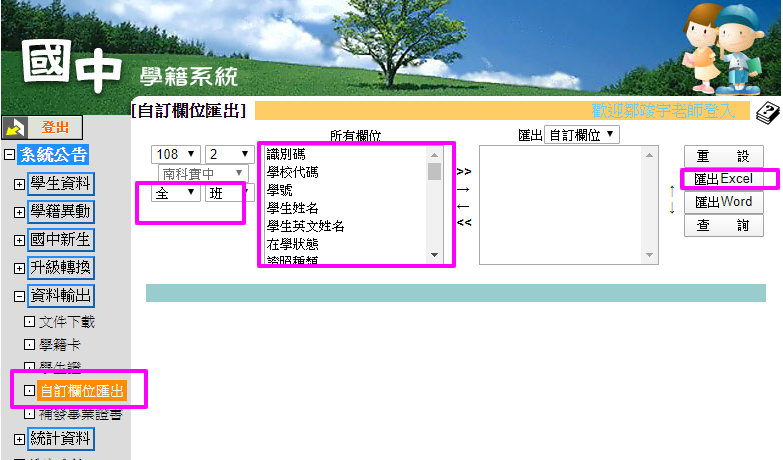 國中 學籍系統
登出
[自訂欄位匯出]
歡迎鄒竣宇老師登入
系統公告
學生資料
學籍異動
國中新生
升級轉換
資料輸出
文件下載
學籍卡
學生證
自訂欄位匯出
補發畢業證書
統計資料
108 2
南科實中
全 班
所有欄位
識別碼
學校代碼
學號
學生姓名
學生英文姓名
在學狀態
證照種類
>>
→
←
<<
匯出 自訂欄位
↑
↓
重 設
匯出Excel
匯出Word
查 詢